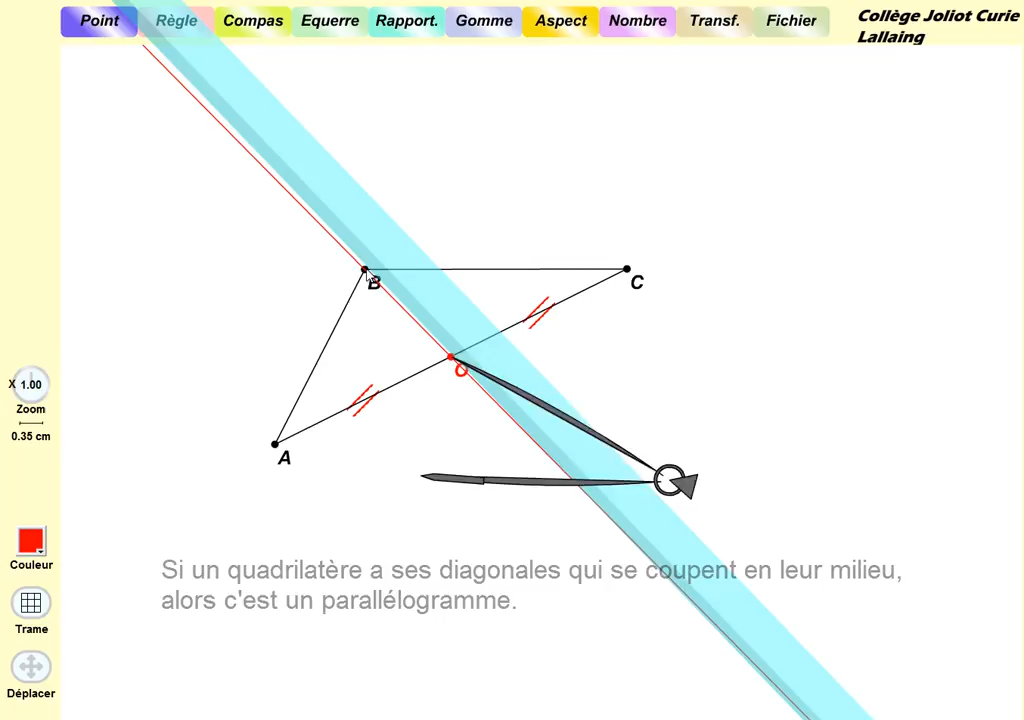 Point Règle Compas Equerre Rapport. Gomme Aspect Nombre Transf. Fichier
Collège Joliot Curie
Lallaing
B
C
O
A
X 1.00
Zoom
0.35 cm
Couleur
Trame
Déplacer
Si un quadrilatère a ses diagonales qui se coupent en leur milieu,
alors c'est un parallélogramme.